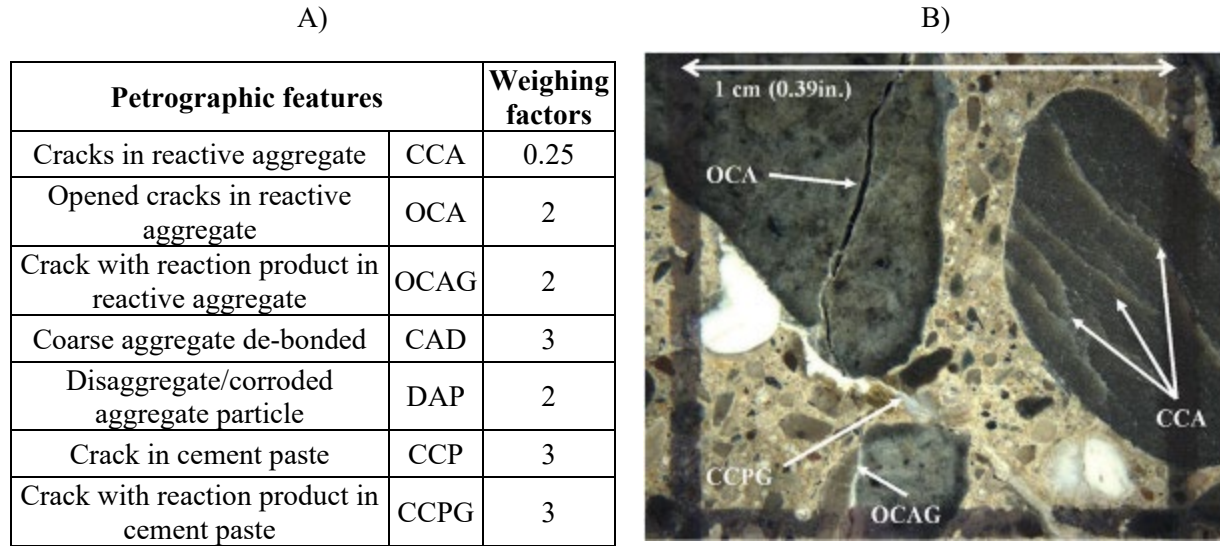 A)
B)
Petrographic features
Weighing
factors
Cracks in reactive aggregate CCA 0.25
Opened cracks in reactive
aggregate
OCA 2
Crack with reaction product in
reactive aggregate
OCAG 2
Coarse aggregate de-bonded CAD 3
Disaggregate/corroded
aggregate particle
DAP 2
Crack in cement paste CCP 3
Crack with reaction product in
cement paste
CCPG 3
1 cm (0.39in.)
OCA
CCA
CCPG
OCAG